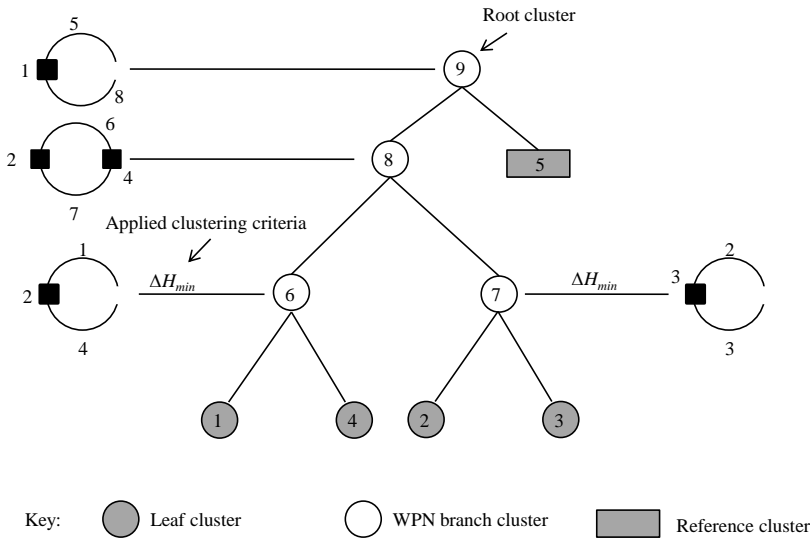 Root cluster
5
1
8
9
6
2
4
7
8
5
Applied clustering criteria
1
2
4
ΔHmin
6
7
ΔHmin
2
3
3
1
4
2
3
Key:
Leaf cluster
WPN branch cluster
Reference cluster